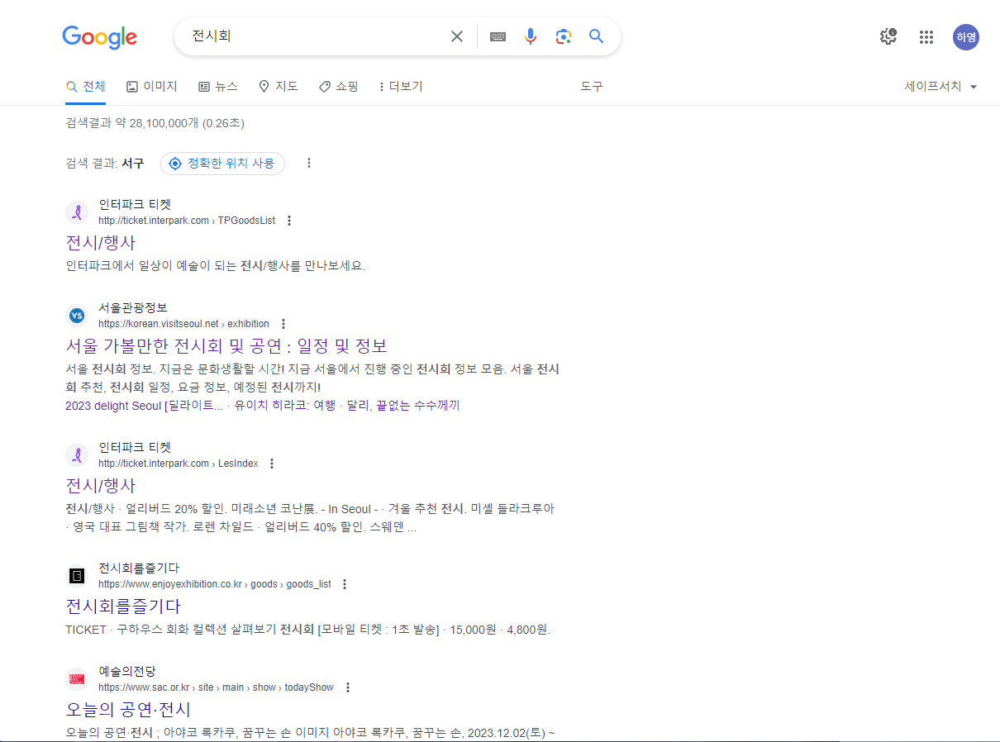 Google
전시회
하영
전체 이미지 뉴스 지도 쇼핑 더보기 도구 세이프서치
검색결과 약 28,100,000개 (0.26초)
검색 결과: 서구 정확한 위치 사용
인터파크 티켓
http://ticket.interpark.com › TPGoodsList
전시/행사
인터파크에서 일상이 예술이 되는 전시/행사를 만나보세요.
VS
서울관광정보
https://korean.visitseoul.net › exhibition
서울 가볼만한 전시회 및 공연 : 일정 및 정보
서울 전시회 정보. 지금은 문화생활할 시간! 지금 서울에서 진행 중인 전시회 정보 모음. 서울 전시
회 추천, 전시회 일정, 요금 정보, 예정된 전시까지!
2023 delight Seoul [딜라이트... · 유이치 히라코: 여행 · 달리, 끝없는 수수께끼
인터파크 티켓
http://ticket.interpark.com › LesIndex
전시/행사
전시/행사 · 얼리버드 20% 할인. 미래소년 코난展. - In Seoul - · 겨울 추천 전시. 미셸 들라크루아
· 영국 대표 그림책 작가. 로렌 차일드 · 얼리버드 40% 할인. 스웨덴 ...
전시회를즐기다
https://www.enjoyexhibition.co.kr › goods › goods_list
전시회를즐기다
TICKET · 구하우스 회화 컬렉션 살펴보기 전시회 [모바일 티켓 : 1초 발송] · 15,000원 · 4,800원.
예술의전당
https://www.sac.or.kr › site › main › show › todayShow
오늘의 공연·전시
오늘의 공연·전시 ; 아야코 록카쿠, 꿈꾸는 손 이미지 아야코 록카쿠, 꿈꾸는 손, 2023.12.02(토) ~